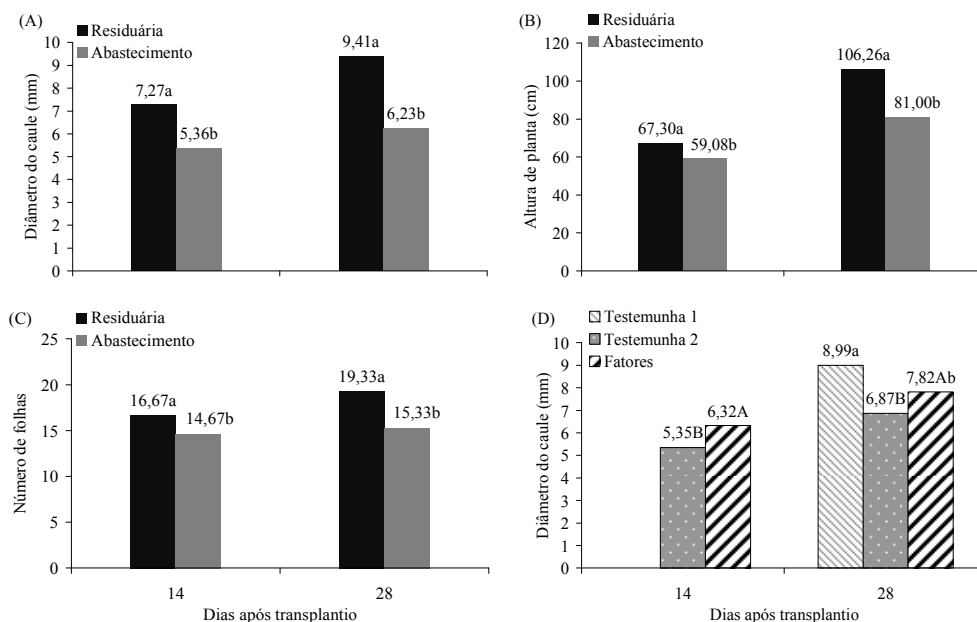 (A)
Residuária
Abastecimento
Diâmetro do caule (mm)
10
9
8
7
6
5
4
3
2
1
0
7,27a
5,36b
9,41a
6,23b
(B)
Residuária
Abastecimento
Altura de planta (cm)
120
100
80
60
40
20
0
67,30a
59,08b
106,26a
81,00b
(C)
Residuária
Abastecimento
Número de folhas
25
20
15
10
5
0
16,67a
14,67b
19,33a
15,33b
14
28
Dias após transplantio
(D)
Testemunha 1
Testemunha 2
Fatores
Diâmetro do caule (mm)
10
9
8
7
6
5
4
3
2
1
0
5,35B
6,32A
8,99a
6,87B
7,82Ab
14
28
Dias após transplantio